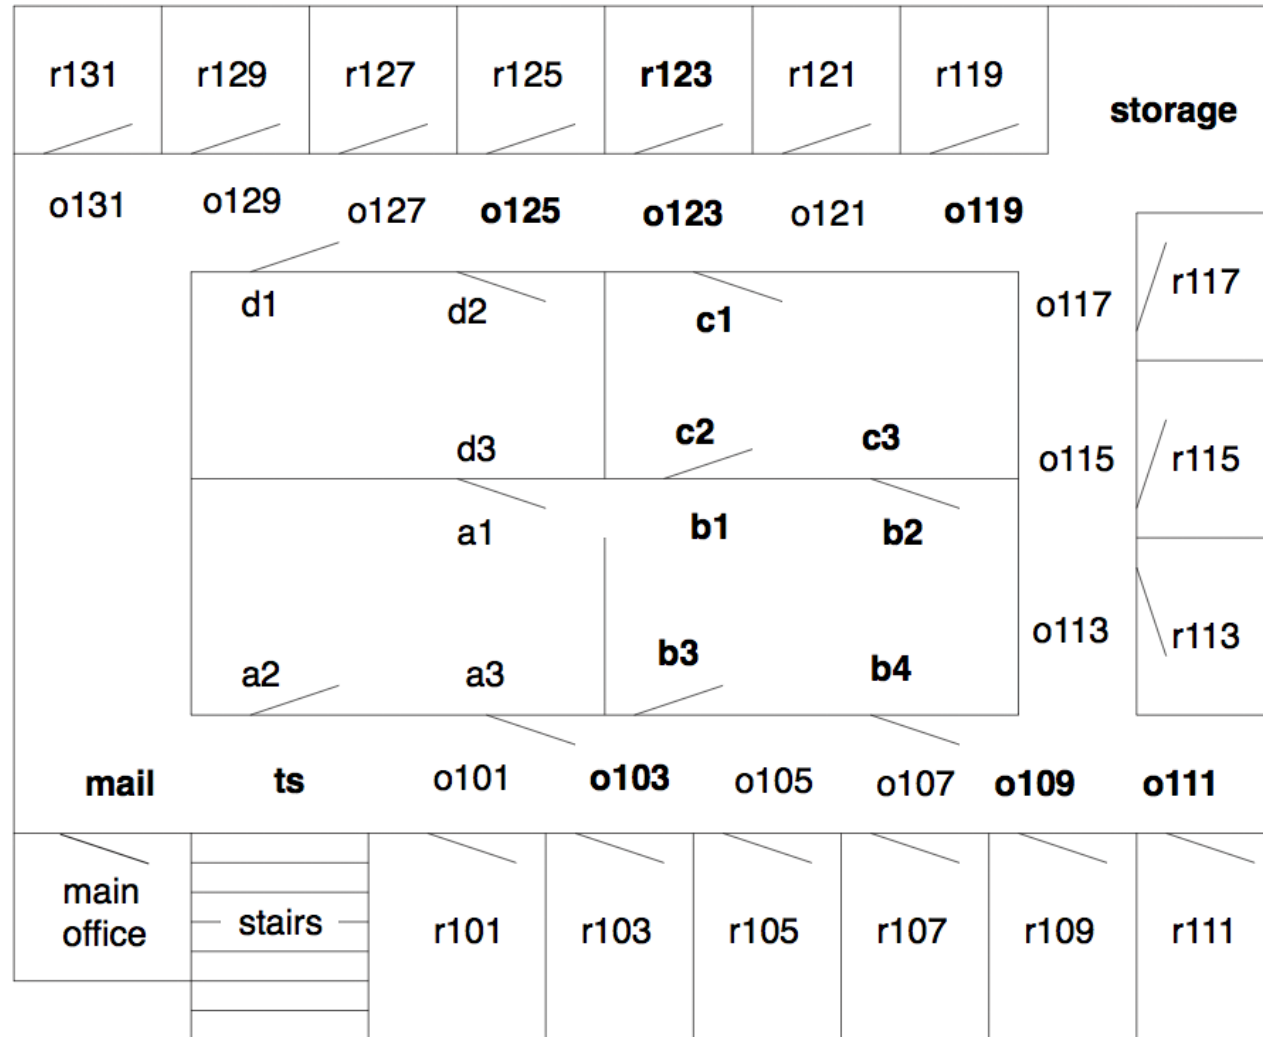 r131 r129 r127 r125 r123 r121 r119
storage
o131 o129 o127 o125 o123 o121 o119
r117
d1 d2 c1 o117
d3 c2 c3 o115 r115
a1 b1 b2
o113 r113
a2 a3 b3 b4
mail ts o101 o103 o105 o107 o109 o111
main
office
stairs r101 r103 r105 r107 r109 r111